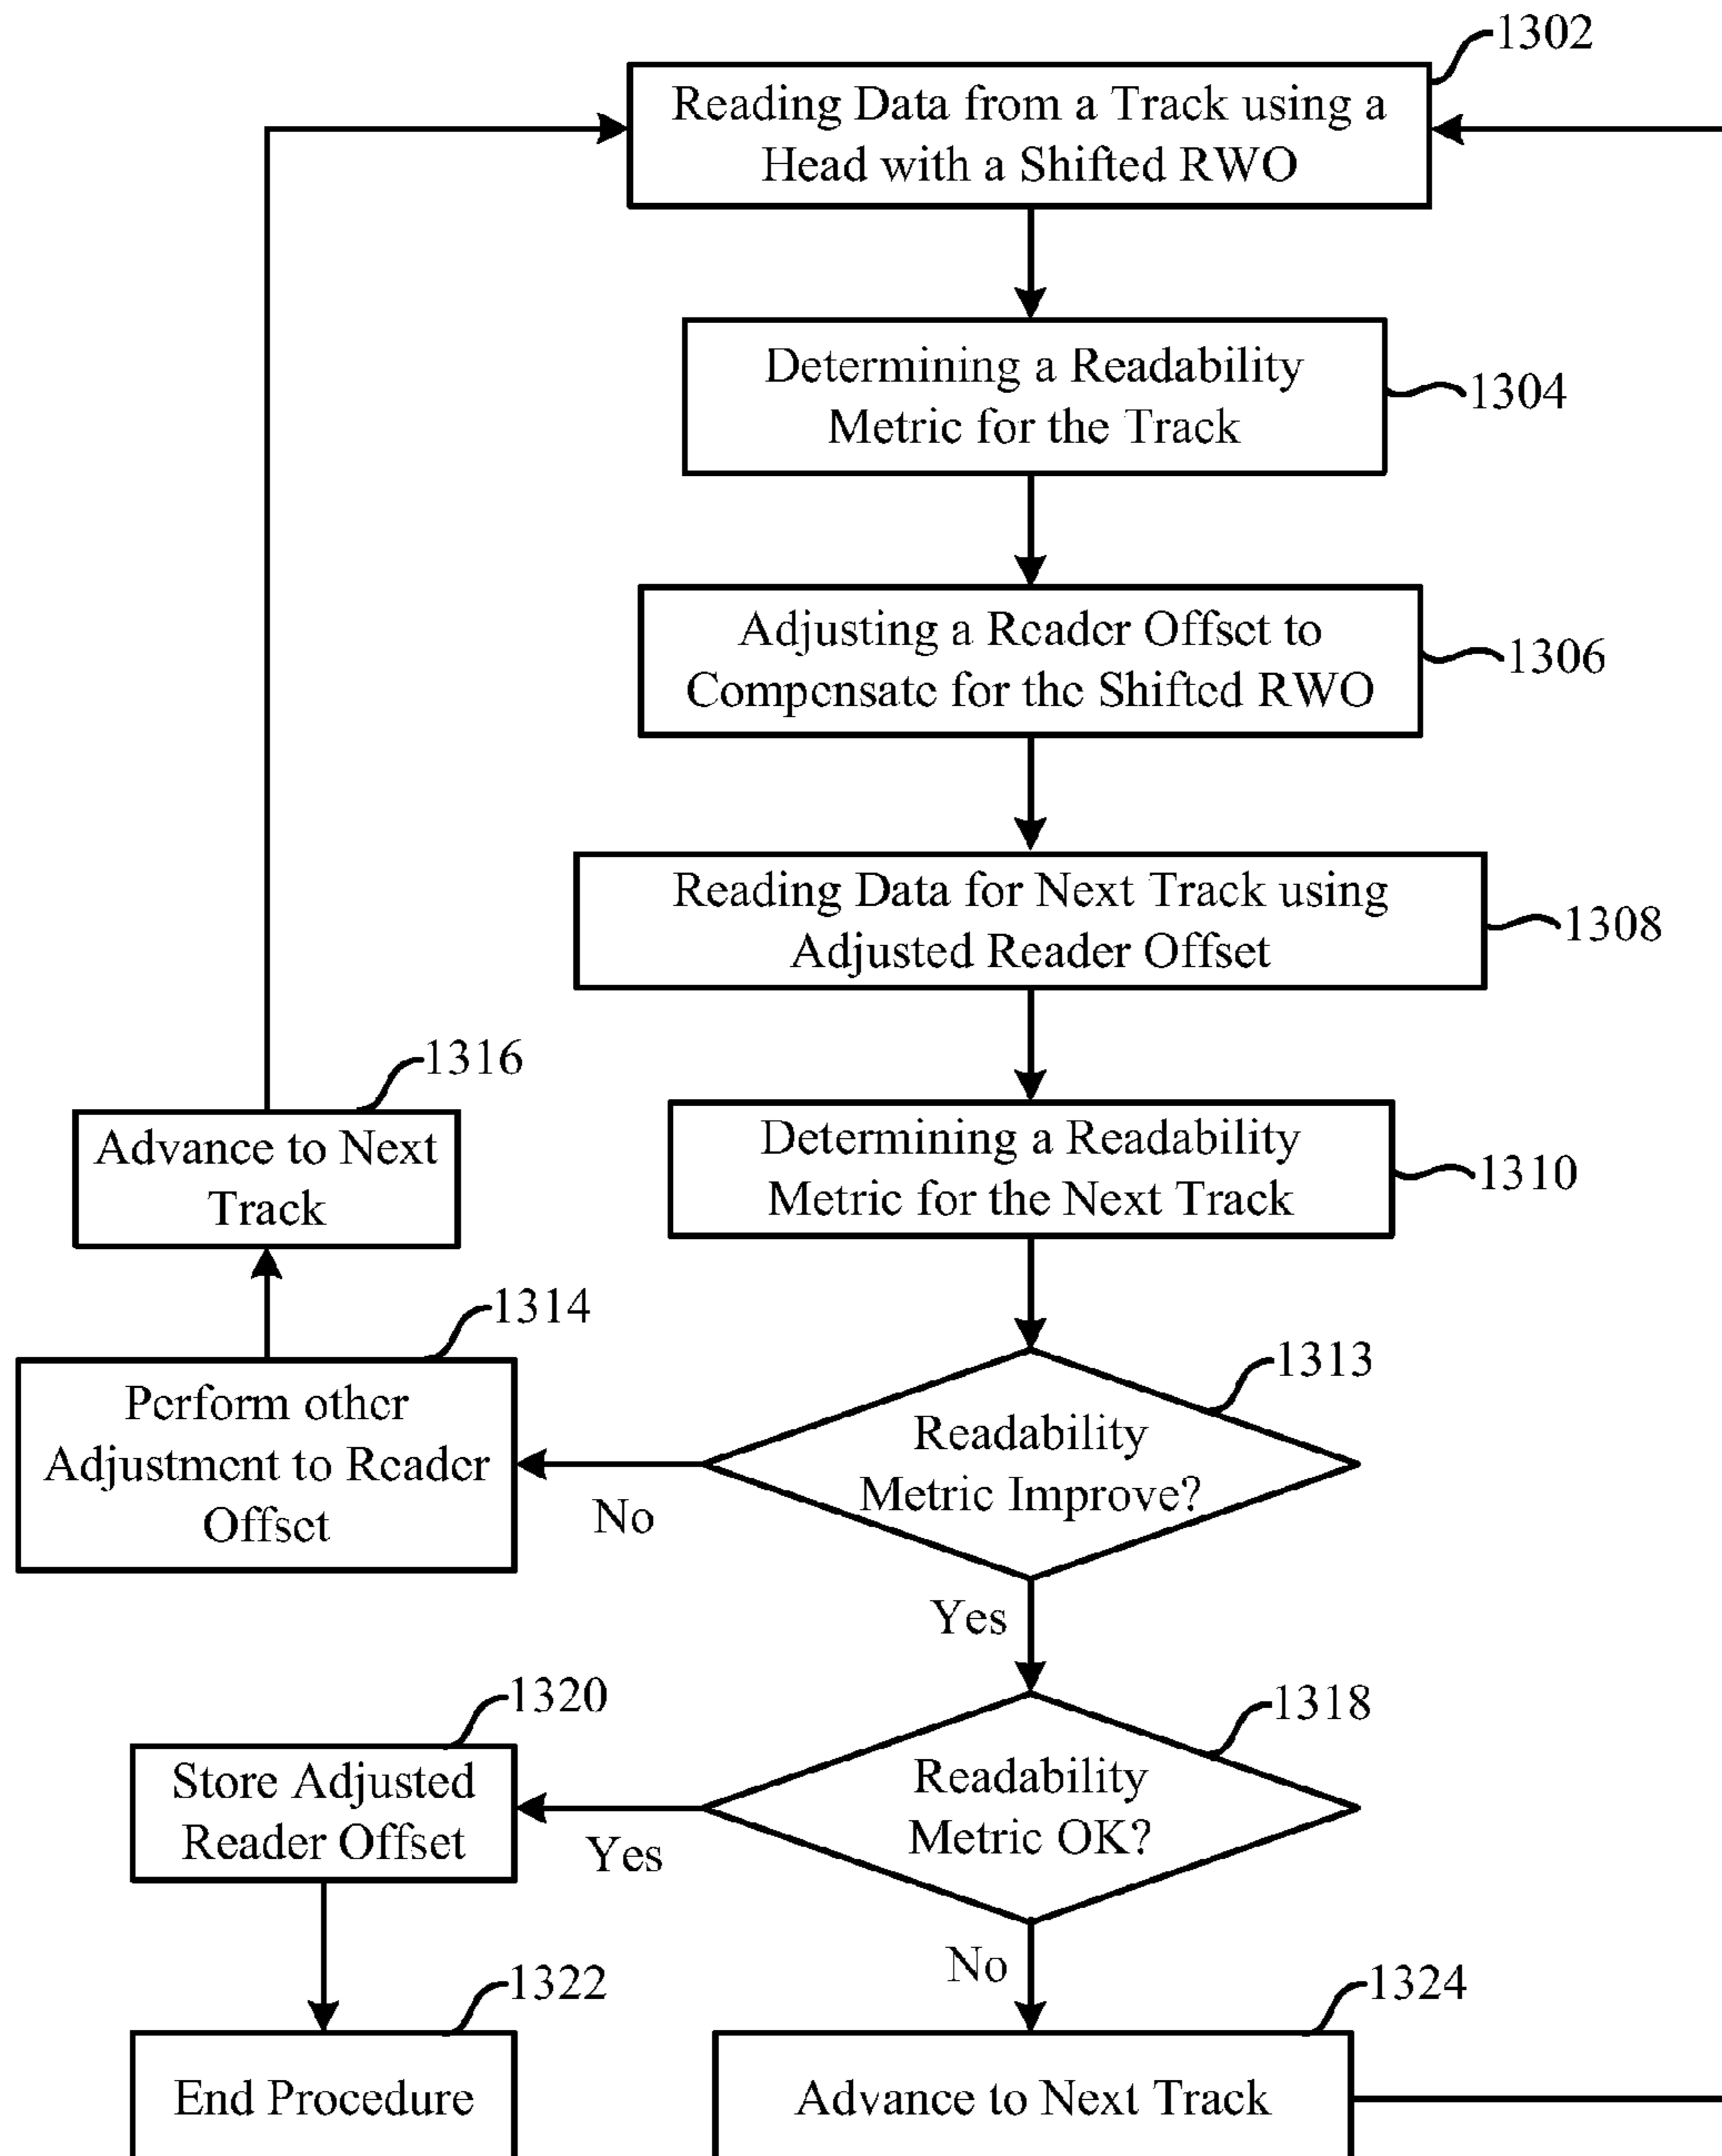 1302
Reading Data from a Track using a
Head with a Shifted RWO
Determining a Readability
Metric for the Track
1304
Adjusting a Reader Offset to
Compensate for the Shifted RWO
1306
Reading Data for Next Track using
Adjusted Reader Offset
1308
1316
Advance to Next
Track
Determining a Readability
Metric for the Next Track
1310
1314
Perform other
Adjustment to Reader
Offset
1313
Readability
Metric Improve?
No
Yes
1320
Store Adjusted
Reader Offset
1318
Readability
Metric OK?
Yes
No
1322
End Procedure
1324
Advance to Next Track